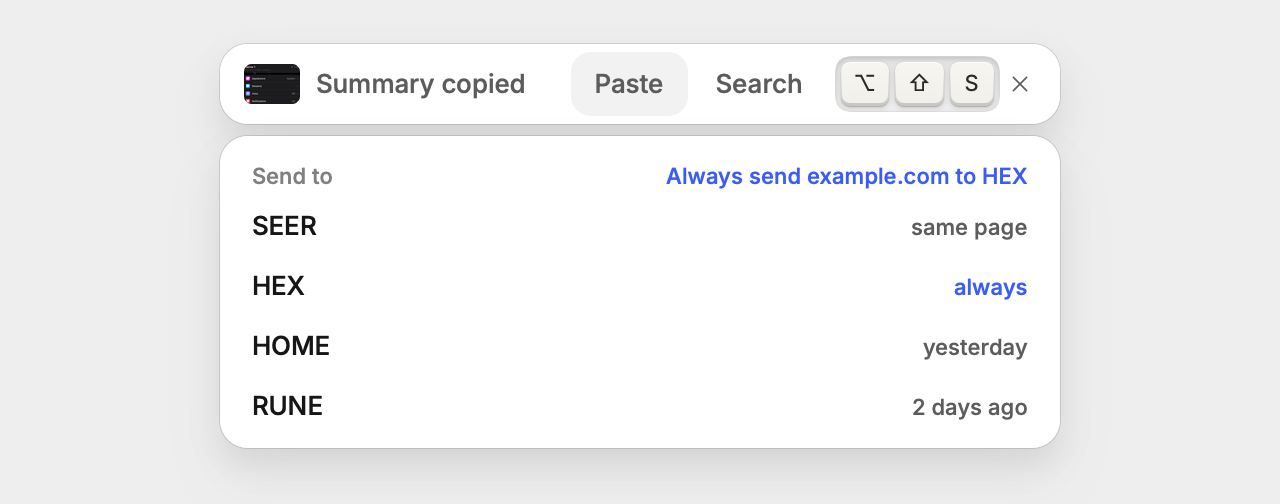 Summary copied Paste Search ⌥ ⇧ S
Send to Always send example.com to HEX
SEER same page
HEX always
HOME yesterday
RUNE 2 days ago